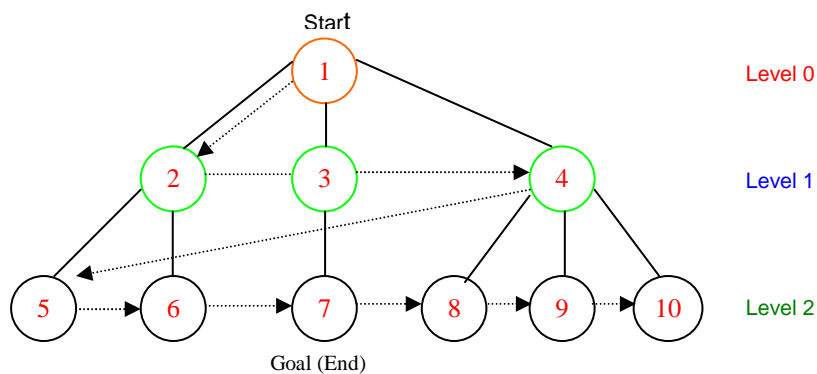 Start
1 Level 0
2 3 4 Level 1
5 6 7 8 9 10 Level 2
Goal (End)